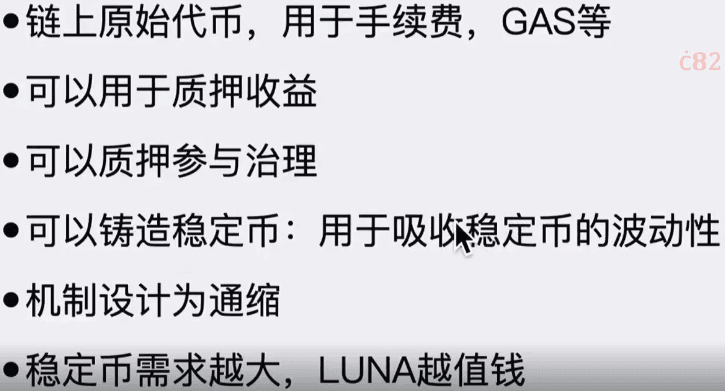 •链上原始代币，用于手续费，GAS等
ċ82
•可以用于质押收益
•可以质押参与治理
•可以铸造稳定币：用于吸收稳定币的波动性
•机制设计为通缩
•稳定币需求越大，LUNA越值钱